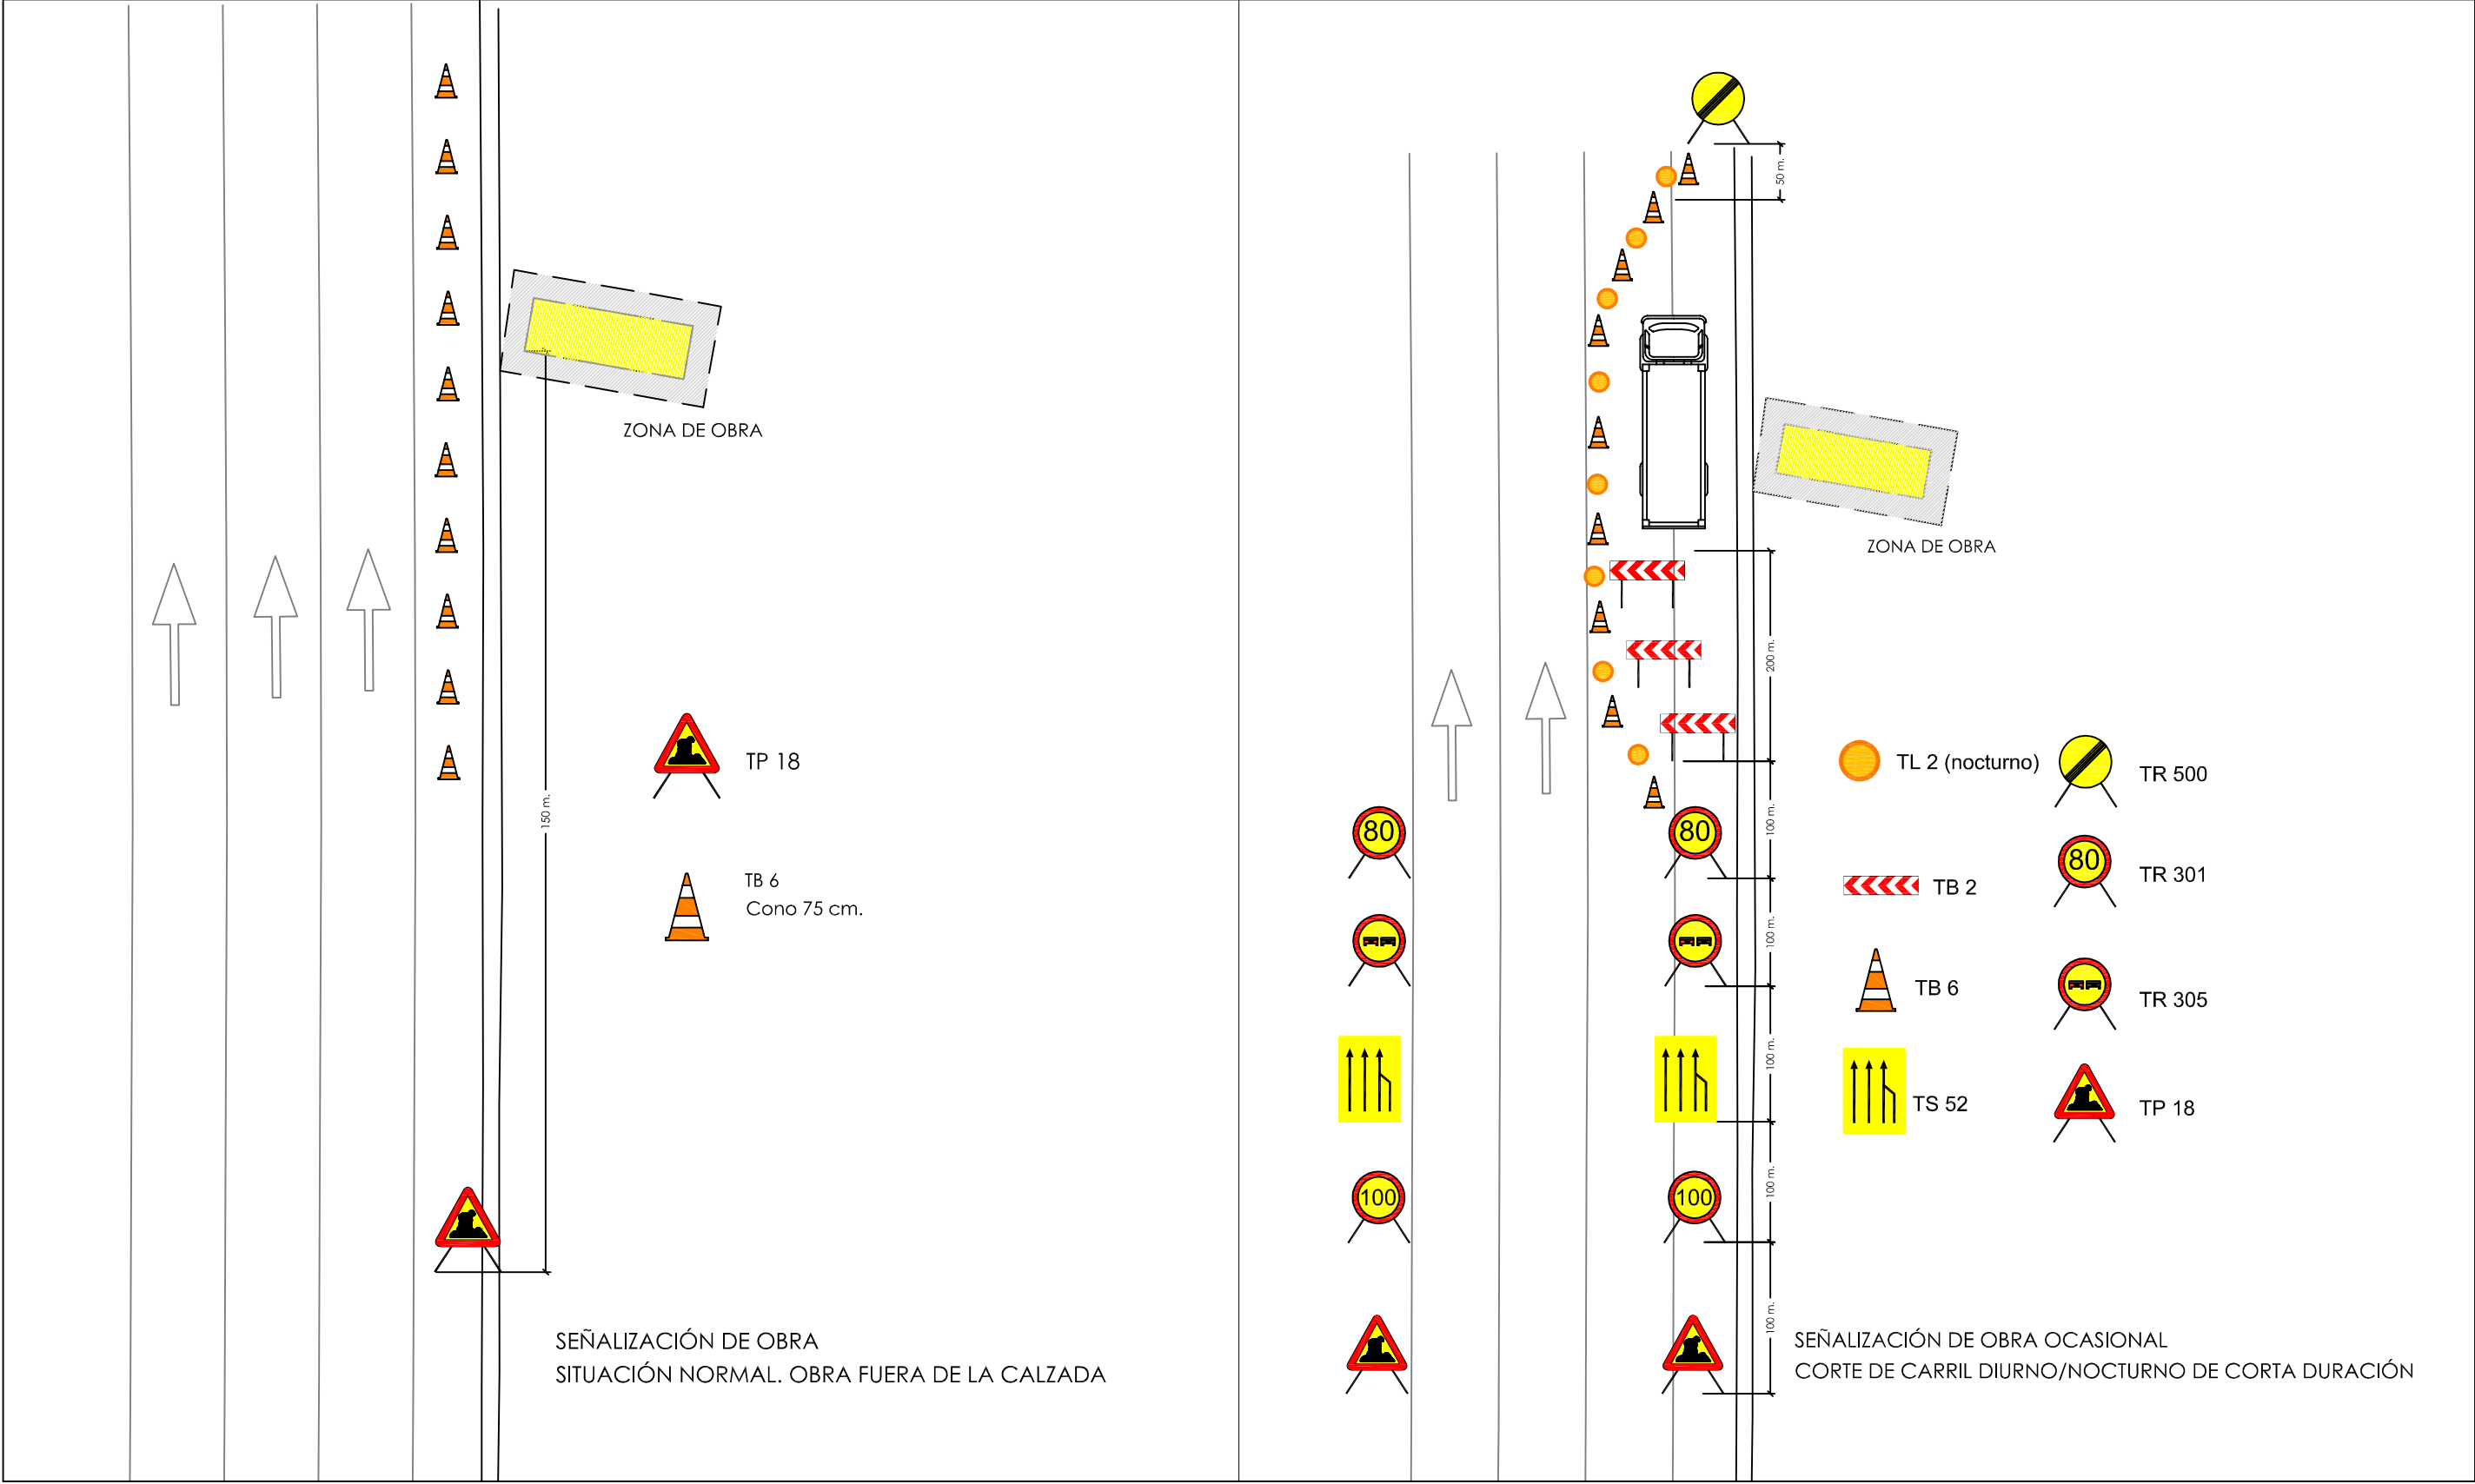 ZONA DE OBRA
150 m.
TP 18
TB 6
Cono 75 cm.
SEÑALIZACIÓN DE OBRA
SITUACIÓN NORMAL. OBRA FUERA DE LA CALZADA
50 m.
ZONA DE OBRA
200 m.
100 m.
100 m.
100 m.
100 m.
100 m.
80
80
100
100
TL 2 (nocturno)
TR 500
80
TR 301
TB 2
TB 6
TR 305
TS 52
TP 18
SEÑALIZACIÓN DE OBRA OCASIONAL
CORTE DE CARRIL DIURNO/NOCTURNO DE CORTA DURACIÓN